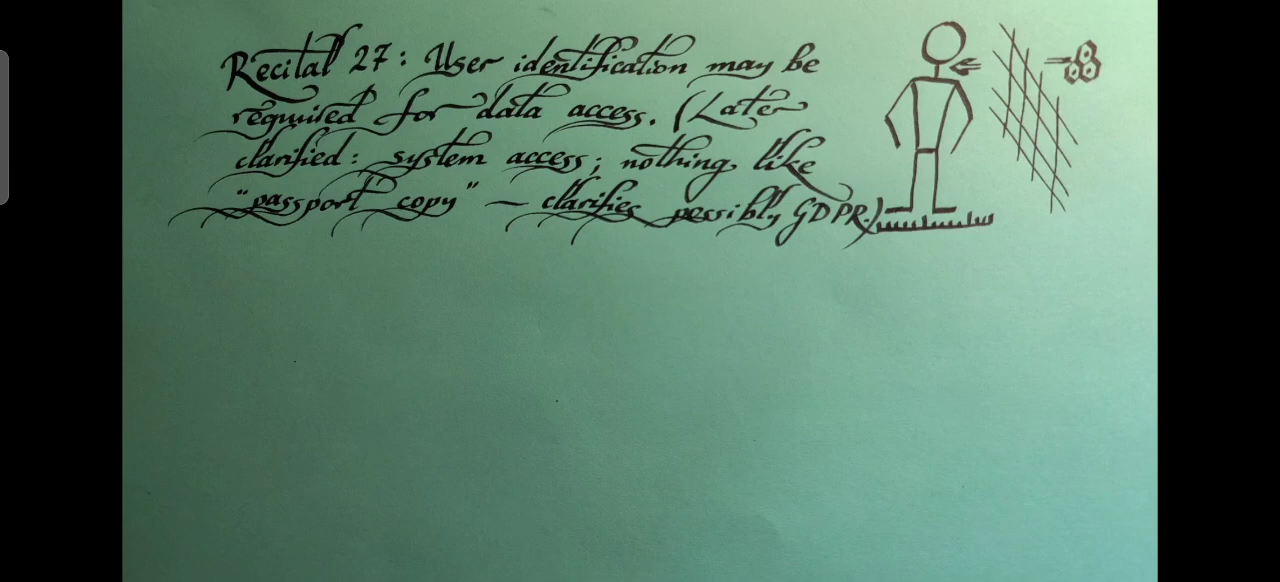 Recital 27: User identification may be
required for data access. (Later
clarified: system access; nothing like
"passport copy" – clarifies possibly GDPR.)